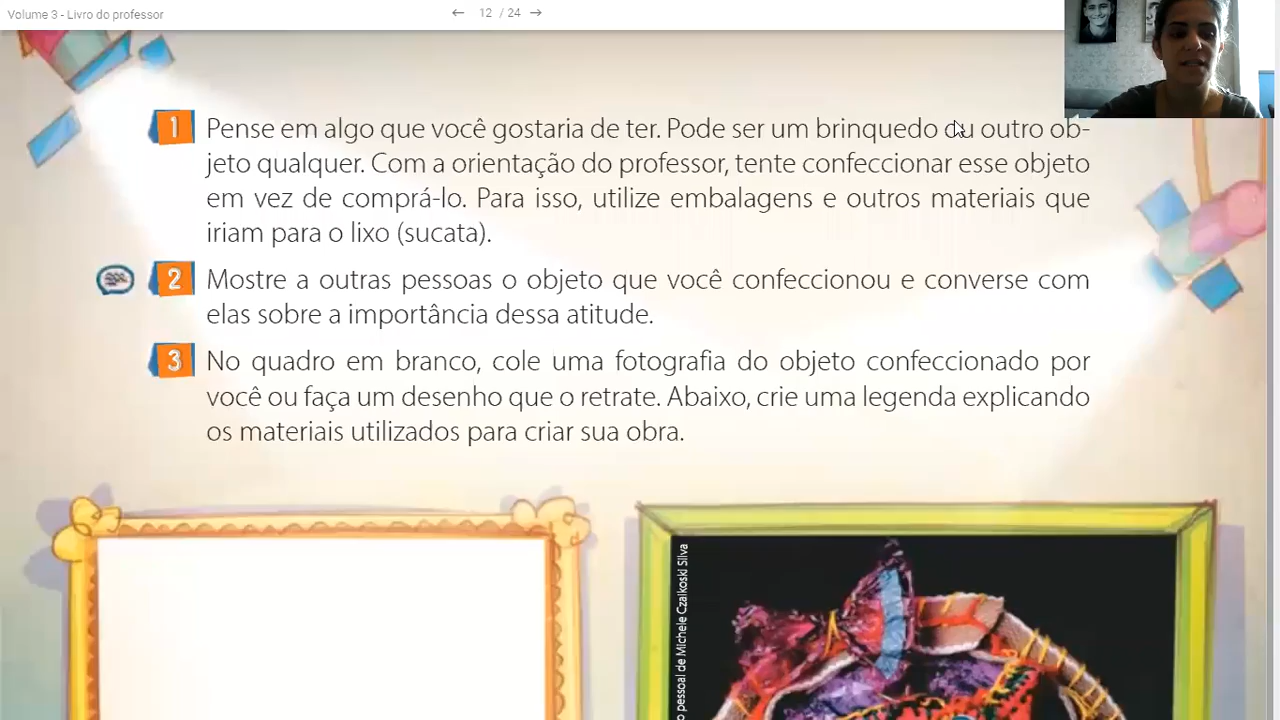 Volume 3 - Livro do professor
← 12 / 24 →
1 Pense em algo que você gostaria de ter. Pode ser um brinquedo ou outro ob-
jeto qualquer. Com a orientação do professor, tente confeccionar esse objeto
em vez de comprá-lo. Para isso, utilize embalagens e outros materiais que
iriam para o lixo (sucata).
2 Mostre a outras pessoas o objeto que você confeccionou e converse com
elas sobre a importância dessa atitude.
3 No quadro em branco, cole uma fotografia do objeto confeccionado por
você ou faça um desenho que o retrate. Abaixo, crie uma legenda explicando
os materiais utilizados para criar sua obra.
o pessoal de Michele Czaikoski Silva